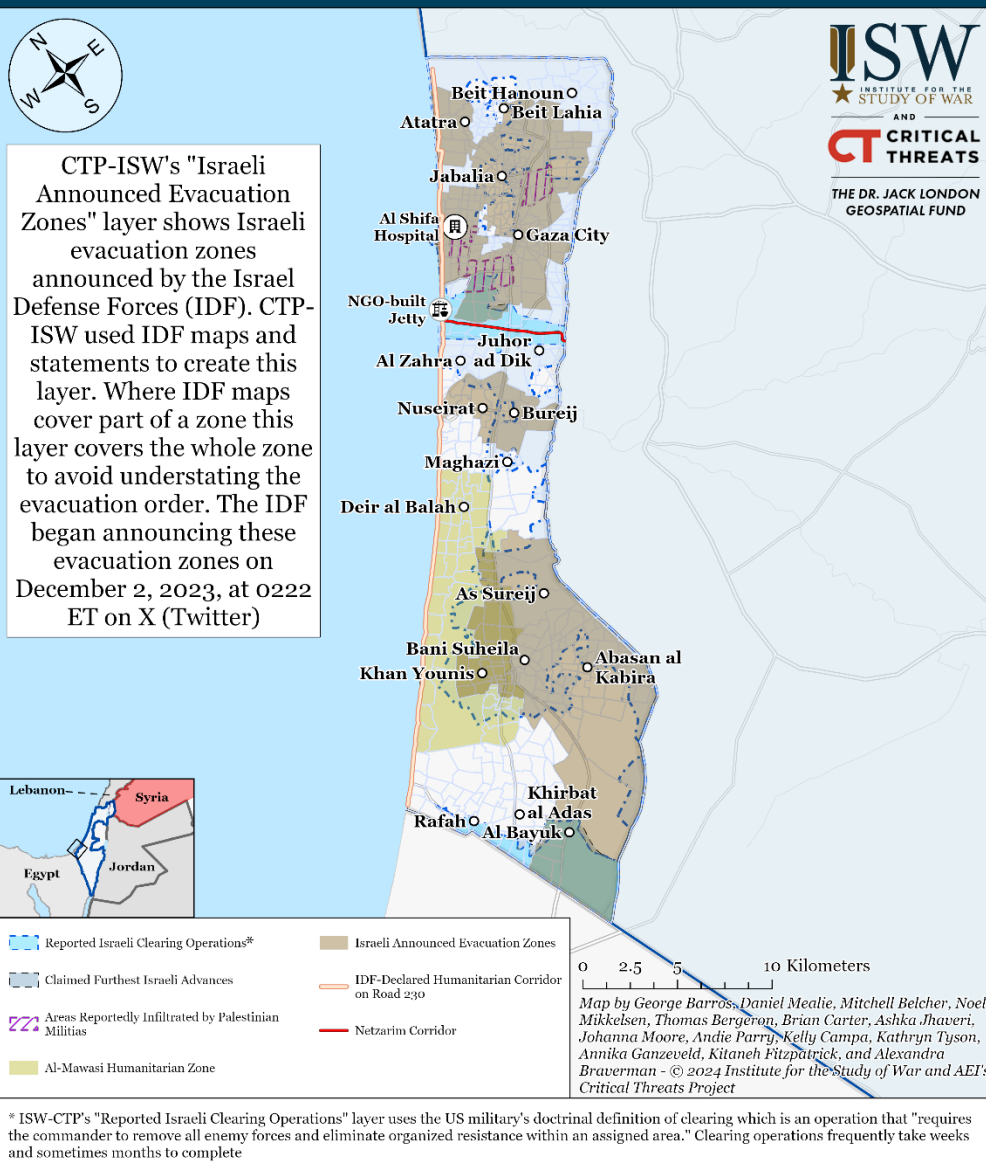 N
E
W
S
ISW
INSTITUTE FOR THE
STUDY OF WAR
AND
CT CRITICAL
THREATS
THE DR. JACK LONDON
GEOSPATIAL FUND
CTP-ISW's "Israeli
Announced Evacuation
Zones" layer shows Israeli
evacuation zones
announced by the Israel
Defense Forces (IDF). CTP-
ISW used IDF maps and
statements to create this
layer. Where IDF maps
cover part of a zone this
layer covers the whole zone
to avoid understating the
evacuation order. The IDF
began announcing these
evacuation zones on
December 2, 2023, at 0222
ET on X (Twitter)
Beit Hanoun
Beit Lahia
Atatra
Jabalia
Al Shifa
Hospital
Gaza City
NGO-built
Jetty
Juhor
ad Dik
Al Zahra
Nuseirat
Bureij
Maghazi
Deir al Balah
As Sureij
Bani Suheila
Abasan al
Kabira
Khan Younis
Khirbat
al Adas
Rafah
Al Bayuk
Lebanon
Syria
Egypt
Jordan
Reported Israeli Clearing Operations*
Claimed Furthest Israeli Advances
Areas Reportedly Infiltrated by Palestinian
Militias
Al-Mawasi Humanitarian Zone
Israeli Announced Evacuation Zones
IDF-Declared Humanitarian Corridor
on Road 230
Netzarim Corridor
0 2.5 5 10 Kilometers
Map by George Barros, Daniel Mealie, Mitchell Belcher, Noel
Mikkelsen, Thomas Bergeron, Brian Carter, Ashka Jhaveri,
Johanna Moore, Andie Parry, Kelly Campa, Kathryn Tyson,
Annika Ganzeveld, Kitaneh Fitzpatrick, and Alexandra
Braverman - © 2024 Institute for the Study of War and AEI's
Critical Threats Project
* ISW-CTP's "Reported Israeli Clearing Operations" layer uses the US military's doctrinal definition of clearing which is an operation that "requires
the commander to remove all enemy forces and eliminate organized resistance within an assigned area." Clearing operations frequently take weeks
and sometimes months to complete